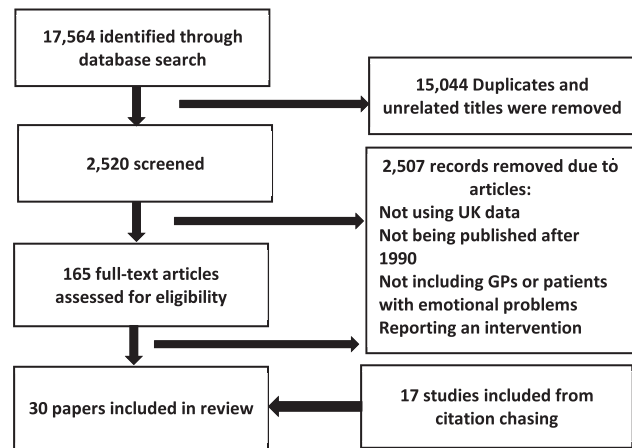 17,564 identified through
database search
15,044 Duplicates and
unrelated titles were removed
2,520 screened
2,507 records removed due to
articles:
Not using UK data
Not being published after
1990
Not including GPs or patients
with emotional problems
Reporting an intervention
165 full-text articles
assessed for eligibility
30 papers included in review
17 studies included from
citation chasing